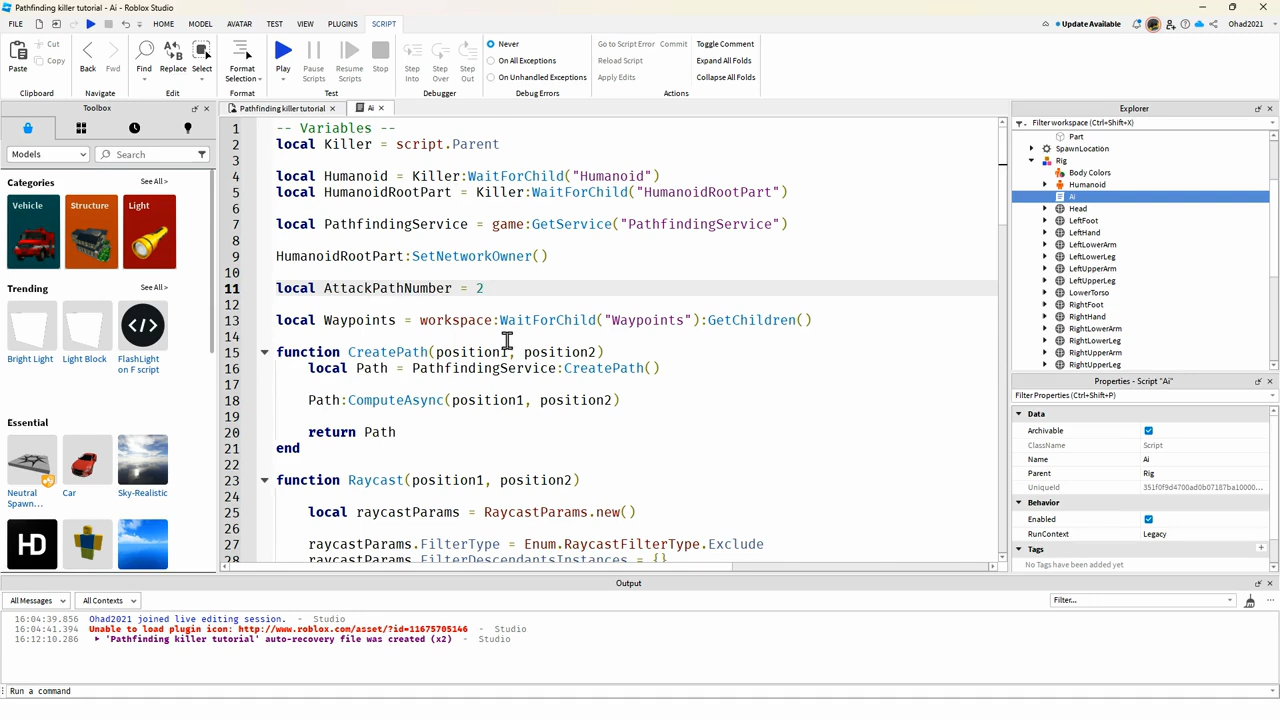 Pathfinding killer tutorial - Ai - Roblox Studio
FILE HOME MODEL AVATAR TEST VIEW PLUGINS SCRIPT Update Available Ohad2021
Paste Cut Copy Back Fwd Find Replace Select Format Selection Play Pause Scripts Resume Scripts Stop Step Into Step Over Step Out
Never
On All Exceptions
On Unhandled Exceptions
Go to Script Error Commit Toggle Comment
Reload Script Expand All Folds
Apply Edits Collapse All Folds
Clipboard Navigate Edit Format Test Debugger Debug Errors Actions
Toolbox
Models Search
Categories See All >
Vehicle Structure Light
Trending See All >
Bright Light Light Block FlashLight on F script
Essential See All >
Neutral Spawn... Car Sky-Realistic
HD
Pathfinding killer tutorial Ai
1 -- Variables --
2 local Killer = script.Parent
3
4 local Humanoid = Killer:WaitForChild("Humanoid")
5 local HumanoidRootPart = Killer:WaitForChild("HumanoidRootPart")
6
7 local PathfindingService = game:GetService("PathfindingService")
8
9 HumanoidRootPart:SetNetworkOwner()
10
11 local AttackPathNumber = 2
12
13 local Waypoints = workspace:WaitForChild("Waypoints"):GetChildren()
14
15 function CreatePath(position1, position2)
16 local Path = PathfindingService:CreatePath()
17
18 Path:ComputeAsync(position1, position2)
19
20 return Path
21 end
22
23 function Raycast(position1, position2)
24
25 local raycastParams = RaycastParams.new()
26
27 raycastParams.FilterType = Enum.RaycastFilterType.Exclude
28 raycastParams.FilterDescendantsInstances = {}
Explorer
Filter workspace (Ctrl+Shift+X)
Part
SpawnLocation
Rig
Body Colors
Humanoid
Ai
Head
LeftFoot
LeftHand
LeftLowerArm
LeftLowerLeg
LeftUpperArm
LeftUpperLeg
LowerTorso
RightFoot
RightHand
RightLowerArm
RightLowerLeg
RightUpperArm
RightUpperLeg
Properties - Script "Ai"
Filter Properties (Ctrl+Shift+P)
Data
Archivable
ClassName Script
Name Ai
Parent Rig
UniqueId 351f0f9d4700ad0b07187ba10000...
Behavior
Enabled
RunContext Legacy
Tags
No Tags have been added yet
Output
All Messages All Contexts Filter...
16:04:39.856 Ohad2021 joined live editing session. - Studio
16:04:41.394 Unable to load plugin icon: http://www.roblox.com/asset/?id=11675705146 - Studio
16:12:10.286 'Pathfinding killer tutorial' auto-recovery file was created (x2) - Studio
Run a command